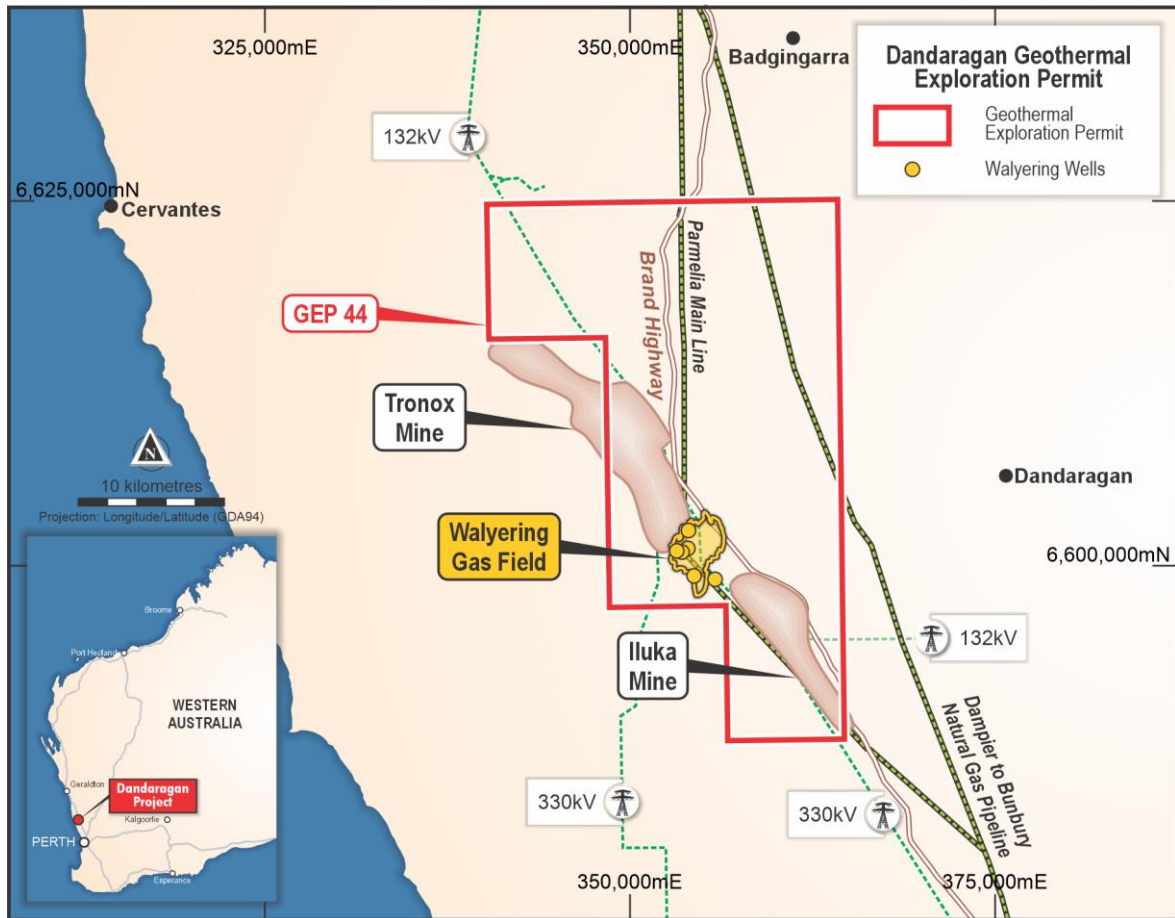 325,000mE
350,000mE
Badgingarra
Dandaragan Geothermal
Exploration Permit
Geothermal
Exploration Permit
Walyering Wells
132kV
6,625,000mN
Cervantes
Parmelia Main Line
Brand Highway
GEP 44
Tronox
Mine
N
10 kilometres
Projection: Longitude/Latitude (GDA94)
Dandaragan
Walyering
Gas Field
6,600,000mN
132kV
Iluka
Mine
Dampier to Bunbury
Natural Gas Pipeline
330kV
330kV
350,000mE
375,000mE
Broome
Port Hedland
WESTERN
AUSTRALIA
Geraldton
Dandaragan
Project
Kalgoorlie
PERTH
Esperance